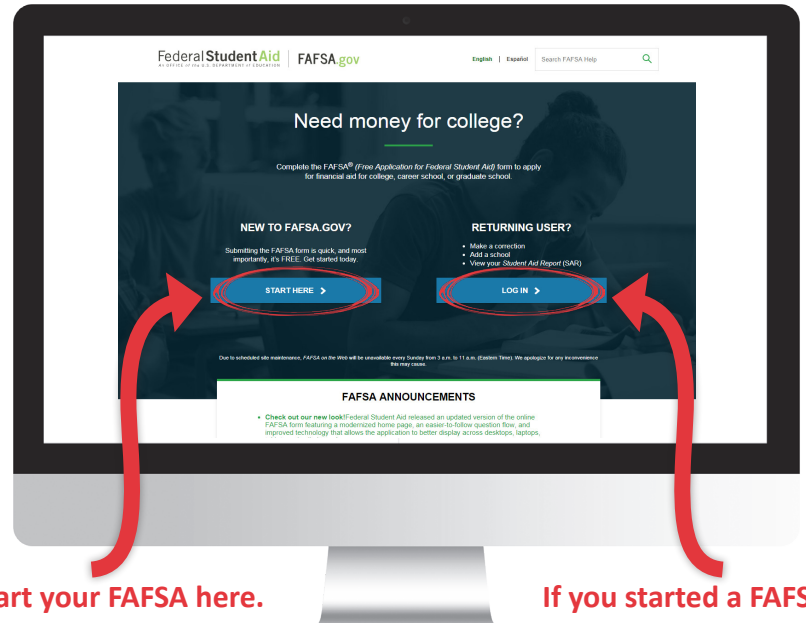 Federal Student Aid FAFSA.gov
An OFFICE of the U.S. DEPARTMENT of EDUCATION
English | Español
Search FAFSA Help
Need money for college?
Complete the FAFSA® (Free Application for Federal Student Aid) form to apply
for financial aid for college, career school, or graduate school.
NEW TO FAFSA.GOV?
Submitting the FAFSA form is quick, and most
importantly, it's FREE. Get started today.
START HERE
RETURNING USER?
• Make a correction
• Add a school
• View your Student Aid Report (SAR)
LOG IN
Due to scheduled site maintenance, FAFSA on the Web will be unavailable every Sunday from 3 a.m. to 11 a.m. (Eastern Time). We apologize for any inconvenience
this may cause.
FAFSA ANNOUNCEMENTS
• Check out our new look!Federal Student Aid released an updated version of the online
FAFSA form featuring a modernized home page, an easier-to-follow question flow, and
improved technology that allows the application to better display across desktops, laptops,
art your FAFSA here.
If you started a FAFS